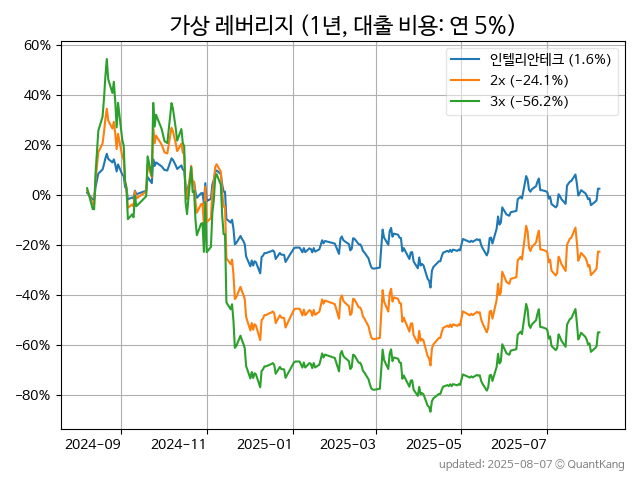 가상 레버리지 (1년, 대출 비용: 연 5%)
인텔리안테크 (1.6%)
2x (−24.1%)
3x (−56.2%)
60%
40%
20%
0%
−20%
−40%
−60%
−80%
2024-09
2024-11
2025-01
2025-03
2025-05
2025-07
updated: 2025-08-07 © QuantKang